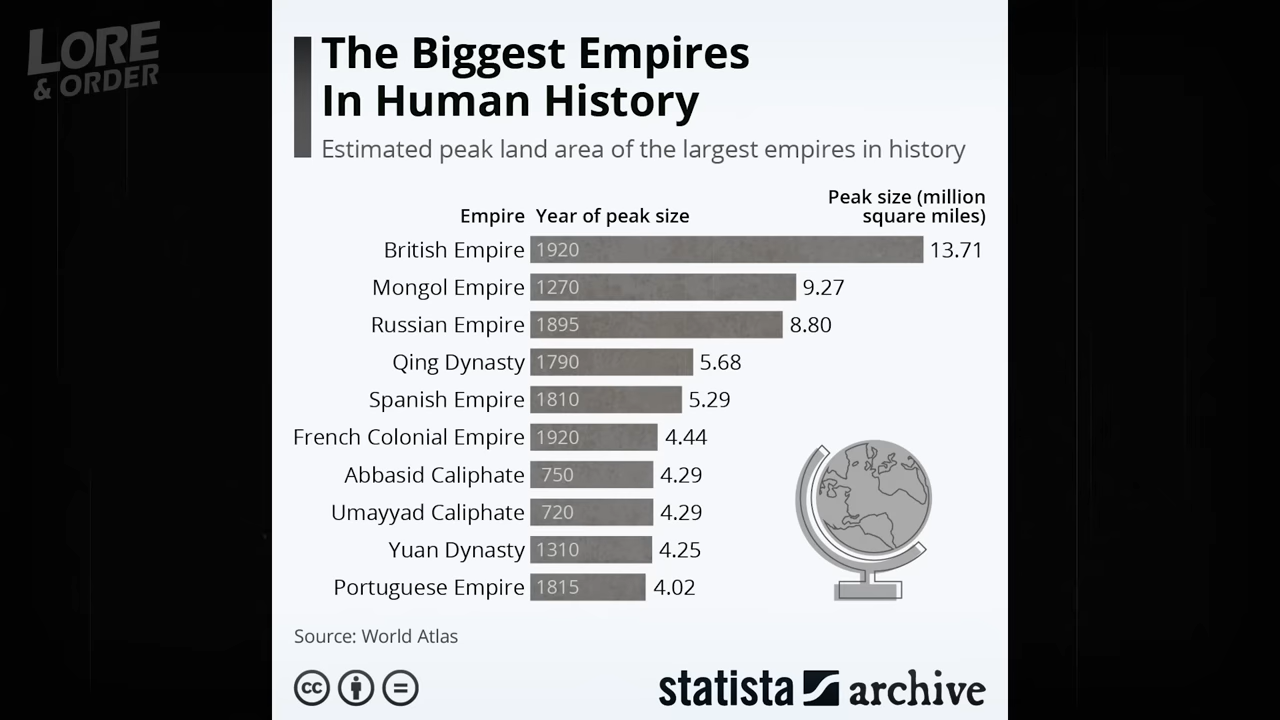 LORE
& ORDER
The Biggest Empires
In Human History
Estimated peak land area of the largest empires in history
Empire Year of peak size Peak size (million
square miles)
British Empire 1920 13.71
Mongol Empire 1270 9.27
Russian Empire 1895 8.80
Qing Dynasty 1790 5.68
Spanish Empire 1810 5.29
French Colonial Empire 1920 4.44
Abbasid Caliphate 750 4.29
Umayyad Caliphate 720 4.29
Yuan Dynasty 1310 4.25
Portuguese Empire 1815 4.02
Source: World Atlas
cc
statista archive